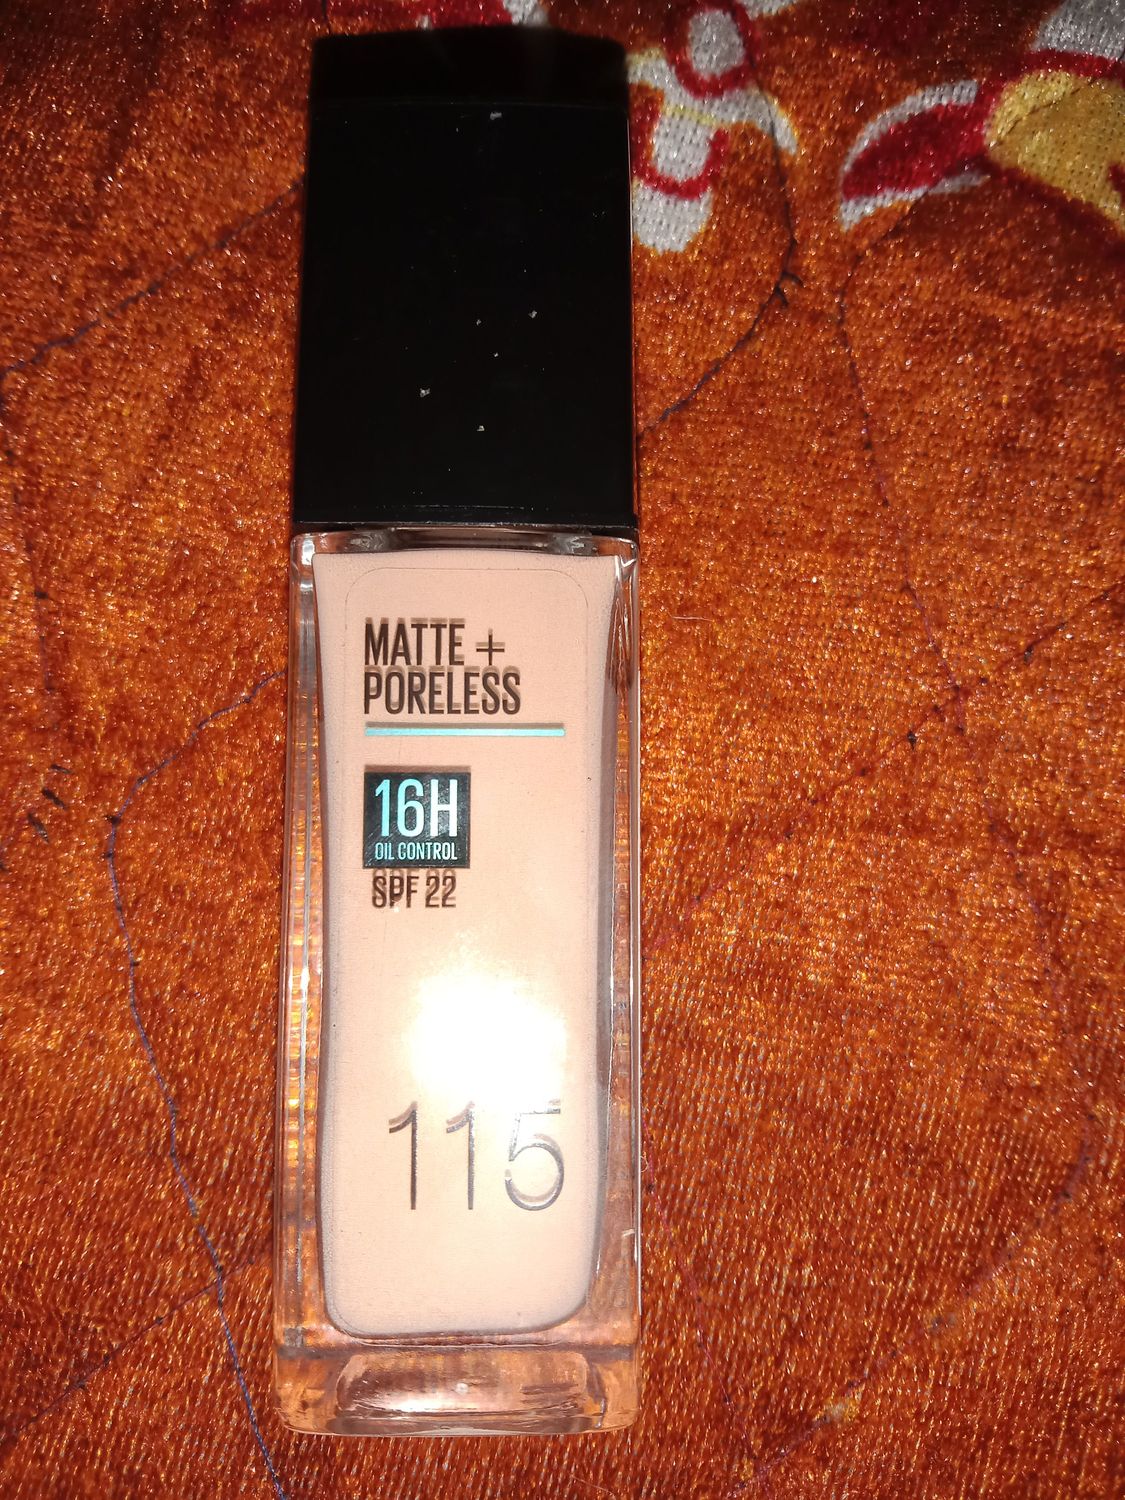 MATTE +
PORELESS
16H
OIL CONTROL
SPF 22
115